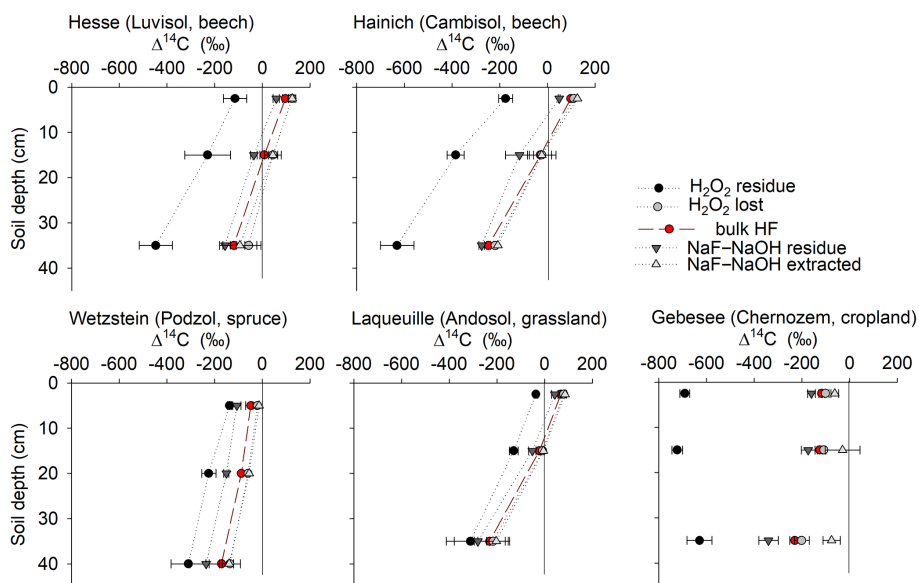 Hesse (Luvisol, beech)
Δ¹⁴C (‰)
-800 -600 -400 -200 0 200
0
10
20
30
40
Soil depth (cm)
Hainich (Cambisol, beech)
Δ¹⁴C (‰)
-800 -600 -400 -200 0 200
H₂O₂ residue
H₂O₂ lost
bulk HF
NaF–NaOH residue
NaF–NaOH extracted
Wetzstein (Podzol, spruce)
Δ¹⁴C (‰)
-800 -600 -400 -200 0 200
0
10
20
30
40
Soil depth (cm)
Laqueuille (Andosol, grassland)
Δ¹⁴C (‰)
-800 -600 -400 -200 0 200
Gebesee (Chernozem, cropland)
Δ¹⁴C (‰)
-800 -600 -400 -200 0 200